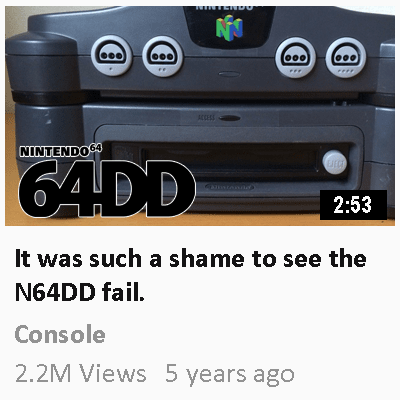 NINTENDO64
NINTENDO64
64DD
2:53
It was such a shame to see the
N64DD fail.
Console
2.2M Views 5 years ago